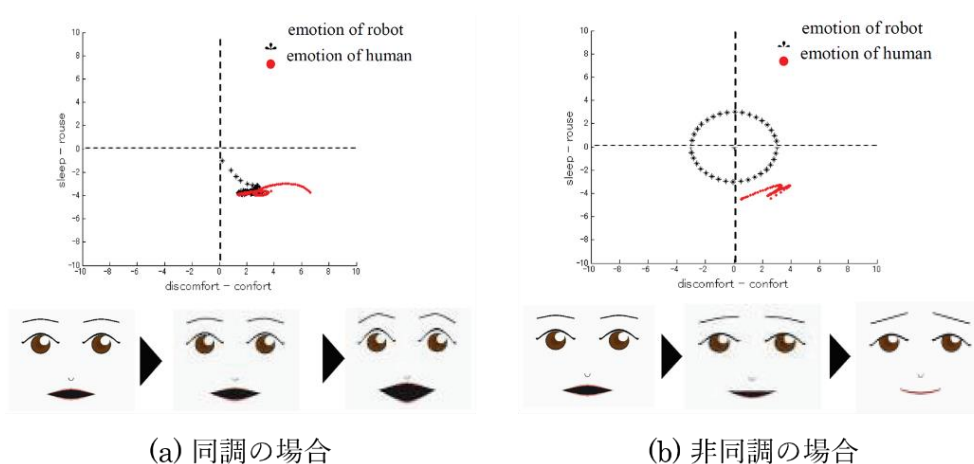 emotion of robot
emotion of human
10
8
6
4
2
0
-2
-4
-6
-8
-10
sleep - rouse
-10 -8 -6 -4 -2 0 2 4 6 8 10
discomfort - confort
(a) 同調の場合
emotion of robot
emotion of human
10
8
6
4
2
0
-2
-4
-6
-8
-10
sleep - rouse
-10 -8 -6 -4 -2 0 2 4 6 8 10
discomfort - confort
(b) 非同調の場合